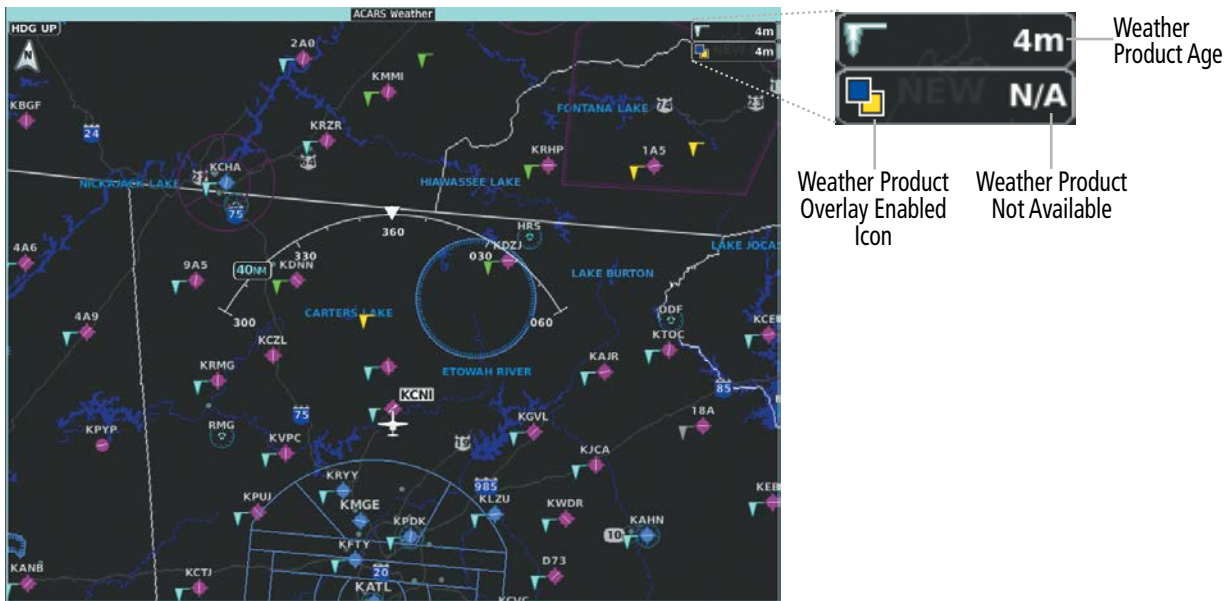 ACARS Weather
HDG UP
N
4m
4m
4m
Weather
Product Age
NEW N/A
Weather Product
Overlay Enabled
Icon
Weather Product
Not Available
2A0
KMMI
KBGF
FONTANA LAKE
24
KRZR
64
KRHP
1A5
KCHA
NICKAJACK LAKE
HIAWASSEE LAKE
75
360
HRS
4A6
330
030
KDZJ
LAKE JOCAS
9A5
40NM
KDNN
LAKE BURTON
300
CARTERS LAKE
060
ODF
4A9
KCE
KTOC
KCZL
KRMG
ETOWAH RIVER
KAJR
KCNI
85
75
18A
KPYP
RMG
KVPC
19
KGVL
KJCA
KRYY
985
KPUJ
KMGE
KLZU
KWDR
KEB
KPDK
10
KAHN
KFTY
KANB
KCTJ
20
D73
KATL
KCVC